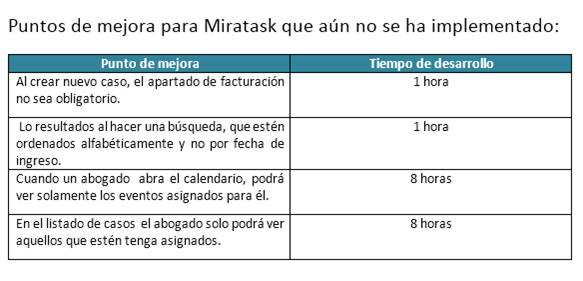 Puntos de mejora para Miratask que aún no se ha implementado:
Punto de mejora Tiempo de desarrollo
Al crear nuevo caso, el apartado de facturación 1 hora
no sea obligatorio.
Lo resultados al hacer una búsqueda, que estén 1 hora
ordenados alfabéticamente y no por fecha de
ingreso.
Cuando un abogado abra el calendario, podrá 8 horas
ver solamente los eventos asignados para él.
En el listado de casos el abogado solo podrá ver 8 horas
aquellos que estén tenga asignados.